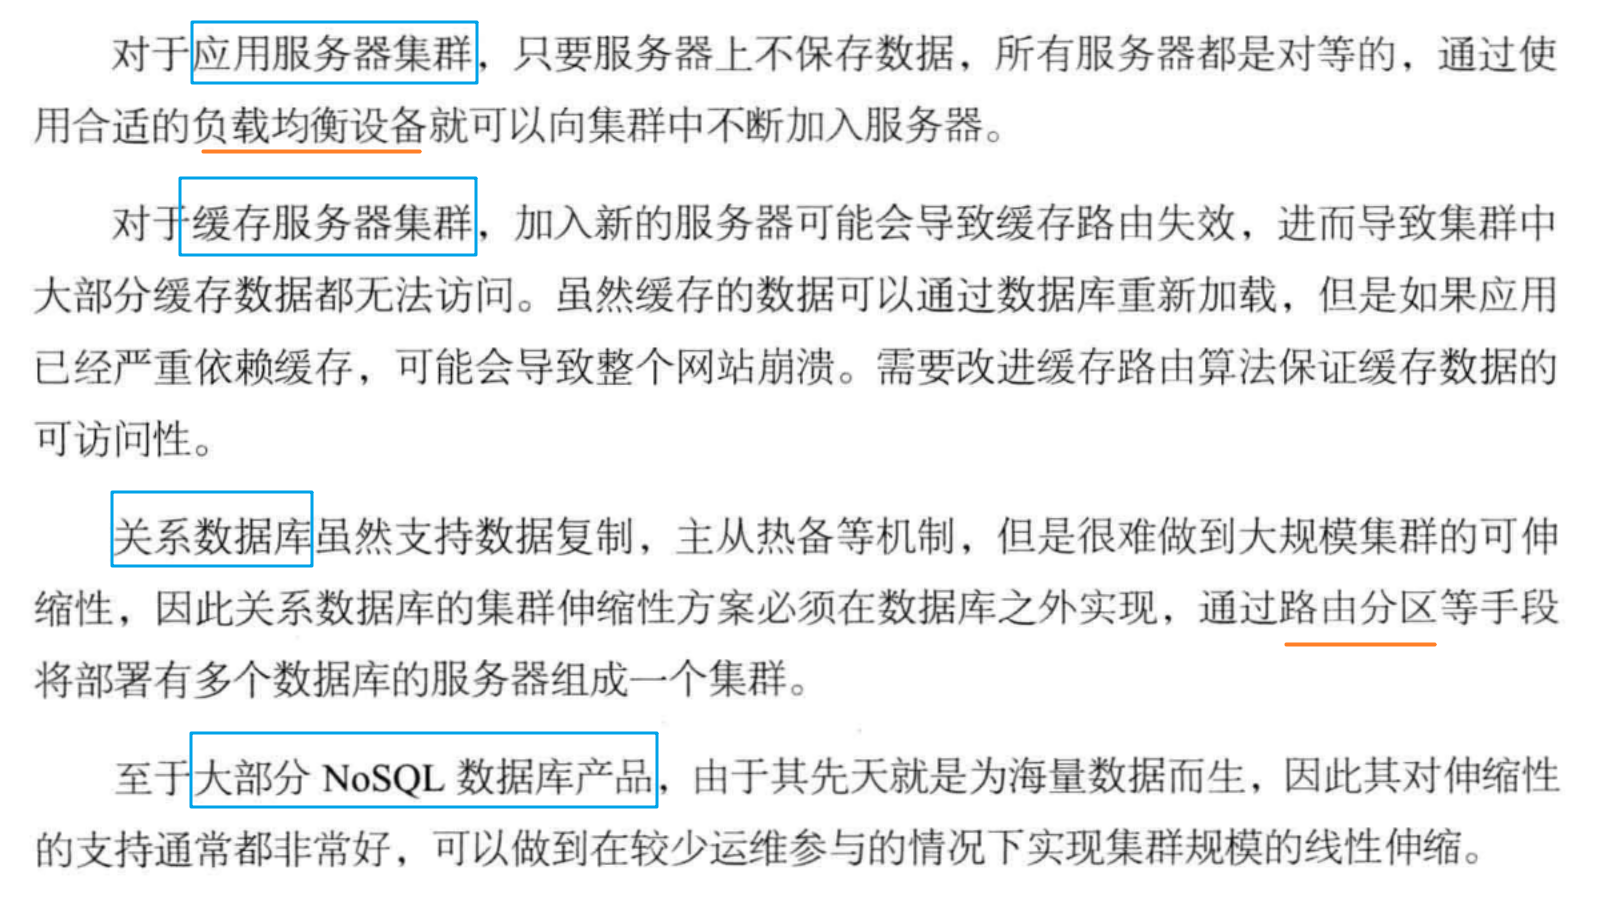 对于应用服务器集群，只要服务器上不保存数据，所有服务器都是对等的，通过使
用合适的负载均衡设备就可以向集群中不断加入服务器。
对于缓存服务器集群，加入新的服务器可能会导致缓存路由失效，进而导致集群中
大部分缓存数据都无法访问。虽然缓存的数据可以通过数据库重新加载，但是如果应用
已经严重依赖缓存，可能会导致整个网站崩溃。需要改进缓存路由算法保证缓存数据的
可访问性。
关系数据库虽然支持数据复制，主从热备等机制，但是很难做到大规模集群的可伸
缩性，因此关系数据库的集群伸缩性方案必须在数据库之外实现，通过路由分区等手段
将部署有多个数据库的服务器组成一个集群。
至于大部分 NoSQL 数据库产品，由于其先天就是为海量数据而生，因此其对伸缩性
的支持通常都非常好，可以做到在较少运维参与的情况下实现集群规模的线性伸缩。